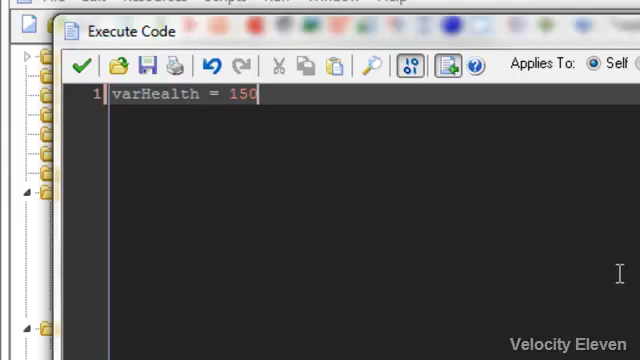 Execute Code
Applies To: Self
1 varHealth = 150
Velocity Eleven